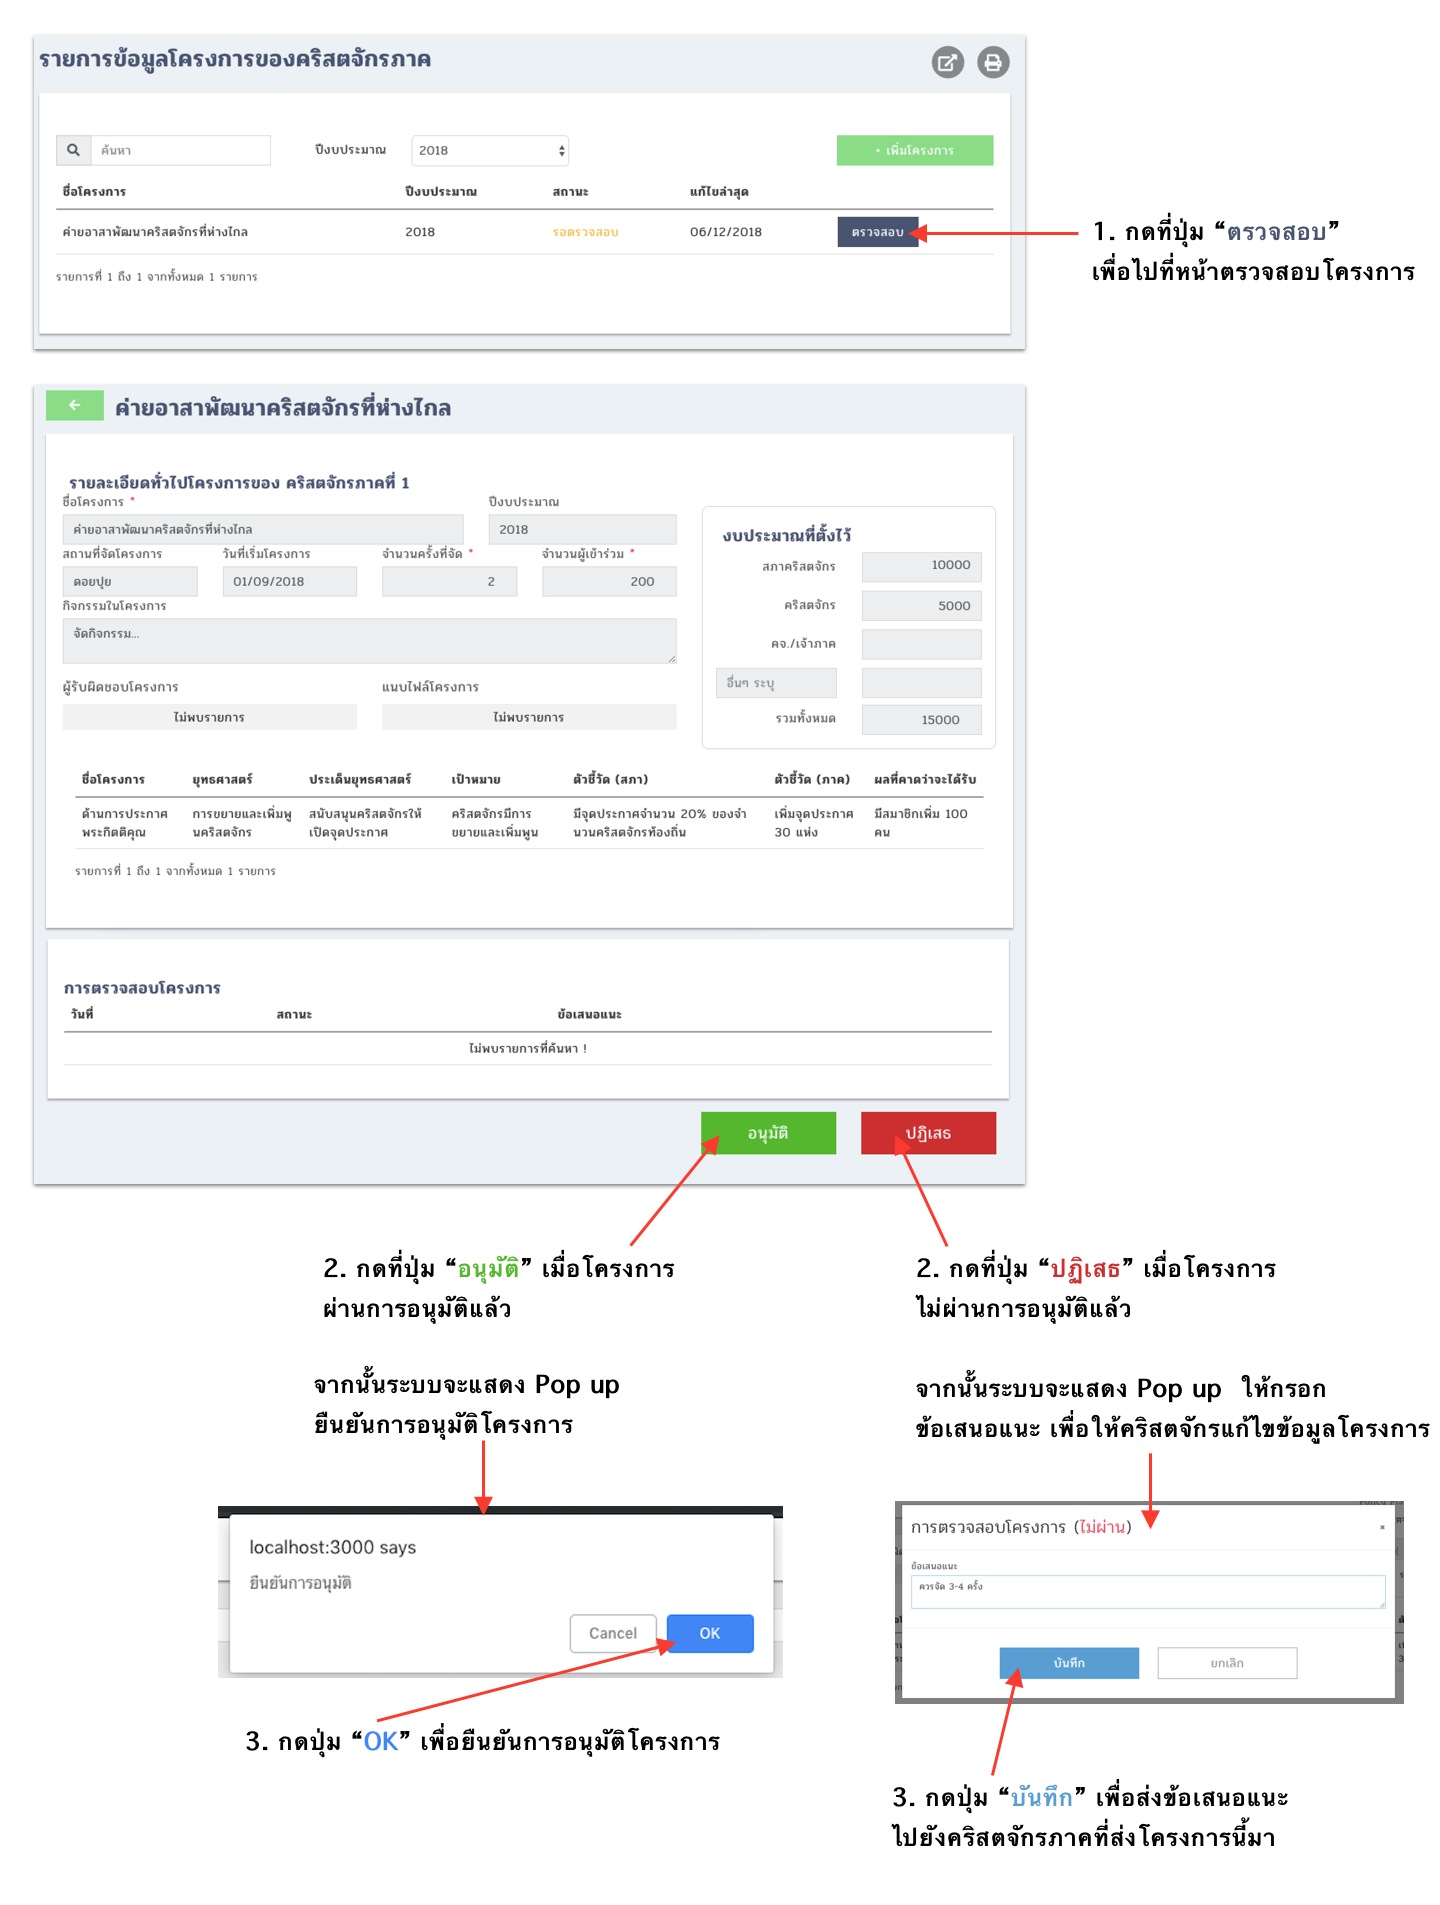 รายการข้อมูลโครงการของคริสตจักรภาค
ค้นหา ปีงบประมาณ 2018 + เพิ่มโครงการ
ชื่อโครงการ ปีงบประมาณ สถานะ แก้ไขล่าสุด
ค่ายอาสาพัฒนาคริสตจักรที่ห่างไกล 2018 รอตรวจสอบ 06/12/2018 ตรวจสอบ
รายการที่ 1 ถึง 1 จากทั้งหมด 1 รายการ
1. กดที่ปุ่ม “ตรวจสอบ”
เพื่อไปที่หน้าตรวจสอบโครงการ
ค่ายอาสาพัฒนาคริสตจักรที่ห่างไกล
รายละเอียดทั่วไปโครงการของ คริสตจักรภาคที่ 1
ชื่อโครงการ * ปีงบประมาณ
ค่ายอาสาพัฒนาคริสตจักรที่ห่างไกล 2018
สถานที่จัดโครงการ วันที่เริ่มโครงการ จำนวนครั้งที่จัด * จำนวนผู้เข้าร่วม *
ดอยปุย 01/09/2018 2 200
กิจกรรมในโครงการ
จัดกิจกรรม...
ผู้รับผิดชอบโครงการ แนบไฟล์โครงการ
ไม่พบรายการ ไม่พบรายการ
งบประมาณที่ตั้งไว้
สภาคริสตจักร 10000
คริสตจักร 5000
คจ./เจ้าภาค
อื่นๆ ระบุ
รวมทั้งหมด 15000
ชื่อโครงการ ยุทธศาสตร์ ประเด็นยุทธศาสตร์ เป้าหมาย ตัวชี้วัด (สภา) ตัวชี้วัด (ภาค) ผลที่คาดว่าจะได้รับ
ด้านการประกาศ การขยายและเพิ่มพู สนับสนุนคริสตจักรให้ คริสตจักรมีการ มีจุดประกาศจำนวน 20% ของจำ เพิ่มจุดประกาศ มีสมาชิกเพิ่ม 100
พระกิตติคุณ นคริสตจักร เปิดจุดประกาศ ขยายและเพิ่มพูน นวนคริสตจักรท้องถิ่น 30 แห่ง คน
รายการที่ 1 ถึง 1 จากทั้งหมด 1 รายการ
การตรวจสอบโครงการ
วันที่ สถานะ ข้อเสนอแนะ
ไม่พบรายการที่ค้นหา !
อนุมัติ ปฏิเสธ
2. กดที่ปุ่ม “อนุมัติ” เมื่อโครงการ
ผ่านการอนุมัติแล้ว
จากนั้นระบบจะแสดง Pop up
ยืนยันการอนุมัติโครงการ
localhost:3000 says
ยืนยันการอนุมัติ
Cancel OK
3. กดปุ่ม “OK” เพื่อยืนยันการอนุมัติโครงการ
2. กดที่ปุ่ม “ปฏิเสธ” เมื่อโครงการ
ไม่ผ่านการอนุมัติแล้ว
จากนั้นระบบจะแสดง Pop up ให้กรอก
ข้อเสนอแนะ เพื่อให้คริสตจักรแก้ไขข้อมูลโครงการ
การตรวจสอบโครงการ (ไม่ผ่าน) ×
ข้อเสนอแนะ
ควรจัด 3-4 ครั้ง
บันทึก ยกเลิก
3. กดปุ่ม “บันทึก” เพื่อส่งข้อเสนอแนะ
ไปยังคริสตจักรภาคที่ส่งโครงการนี้มา